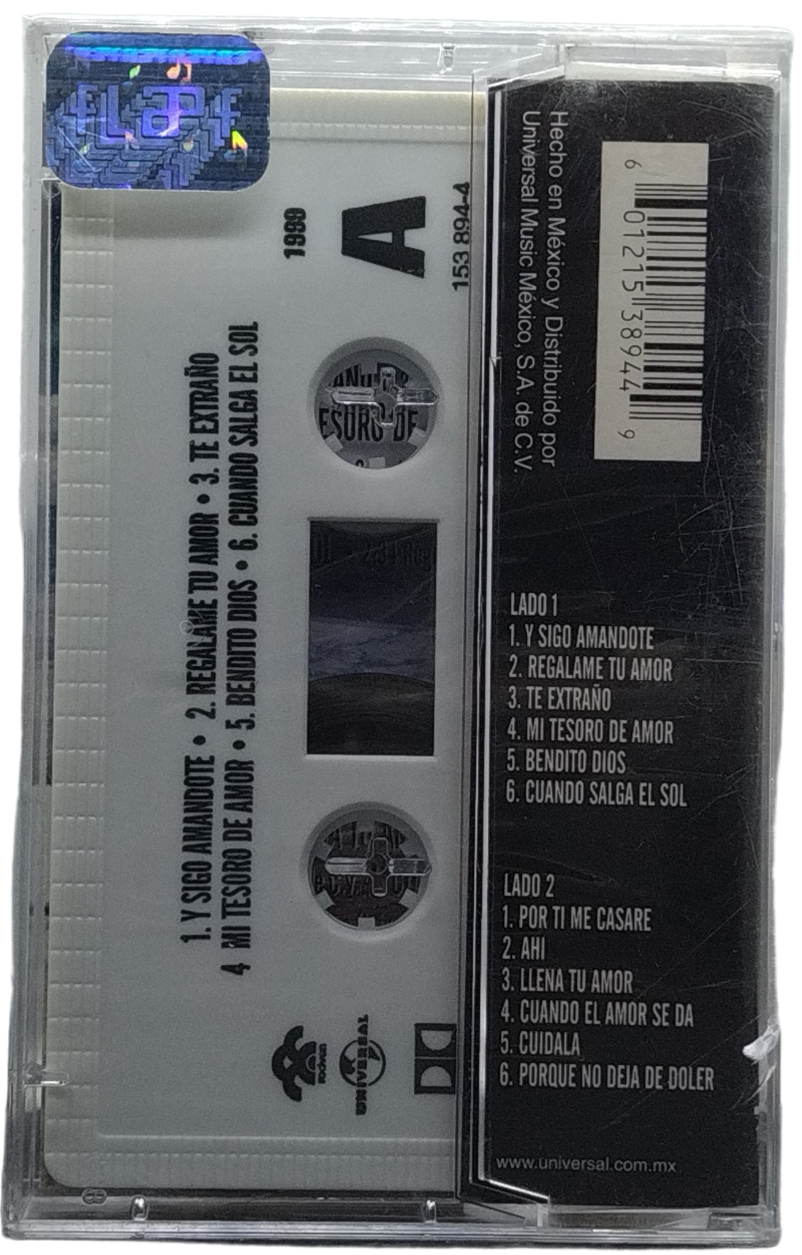 1999
A
153 894-4
1. Y SIGO AMANDOTE • 2. REGALAME TU AMOR • 3. TE EXTRAÑO
4 MI TESORO DE AMOR • 5. BENDITO DIOS • 6. CUANDO SALGA EL SOL
rodven
UNIVERSAL
ESORO DE
Hecho en México y Distribuido por
Universal Music México, S.A. de C.V.
6 01215 38944 9
LADO 1
1. Y SIGO AMANDOTE
2. REGALAME TU AMOR
3. TE EXTRAÑO
4. MI TESORO DE AMOR
5. BENDITO DIOS
6. CUANDO SALGA EL SOL
LADO 2
1. POR TI ME CASARE
2. AHI
3. LLENA TU AMOR
4. CUANDO EL AMOR SE DA
5. CUIDALA
6. PORQUE NO DEJA DE DOLER
www.universal.com.mx